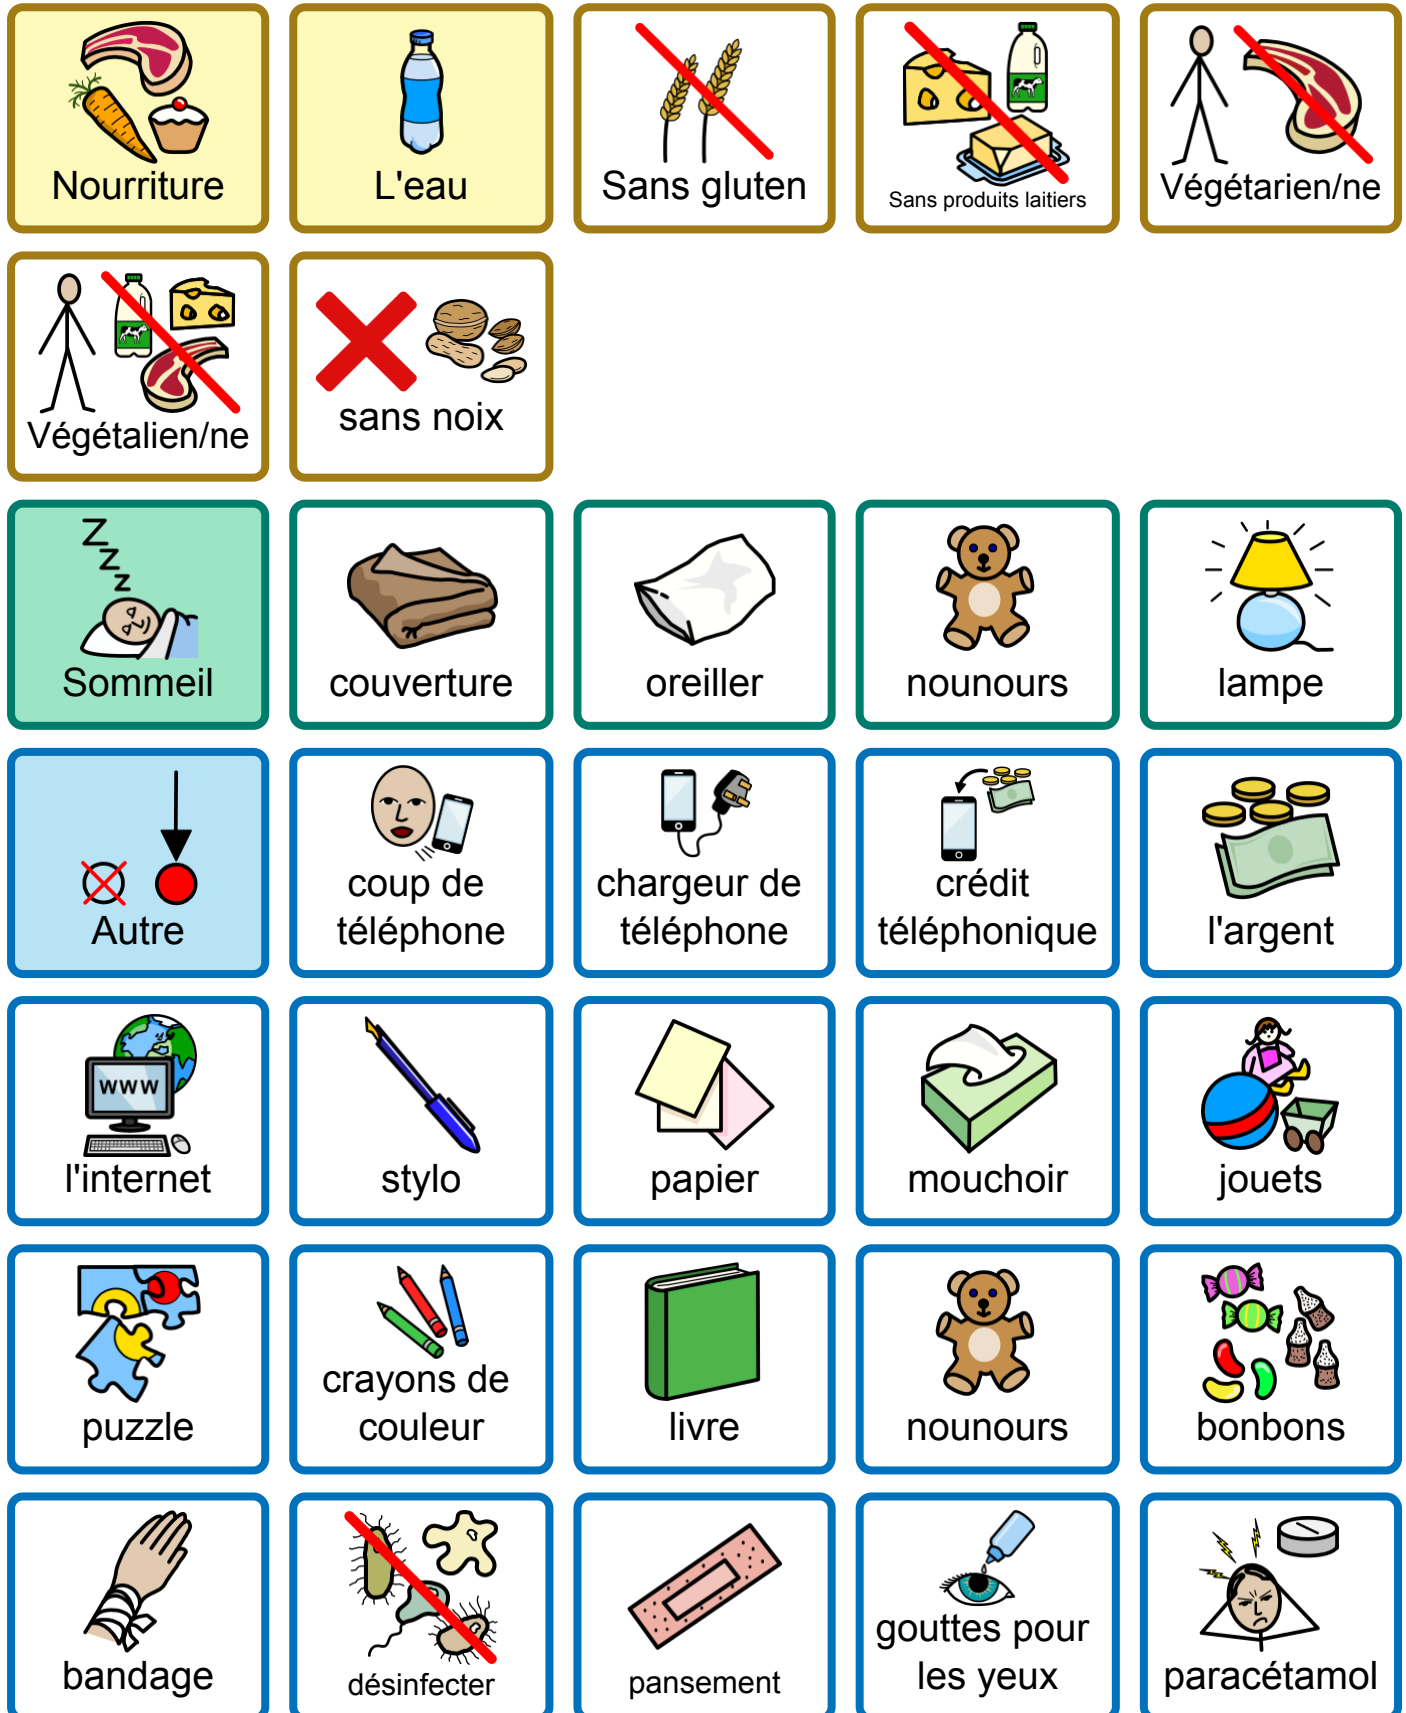 Nourriture
L'eau
Sans gluten
Sans produits laitiers
Végétarien/ne
Végétalien/ne
sans noix
Z
z
z
Sommeil
couverture
oreiller
nounours
lampe
Autre
coup de
téléphone
chargeur de
téléphone
crédit
téléphonique
l'argent
www
l'internet
stylo
papier
mouchoir
jouets
puzzle
crayons de
couleur
livre
nounours
bonbons
bandage
désinfecter
pansement
gouttes pour
les yeux
paracétamol